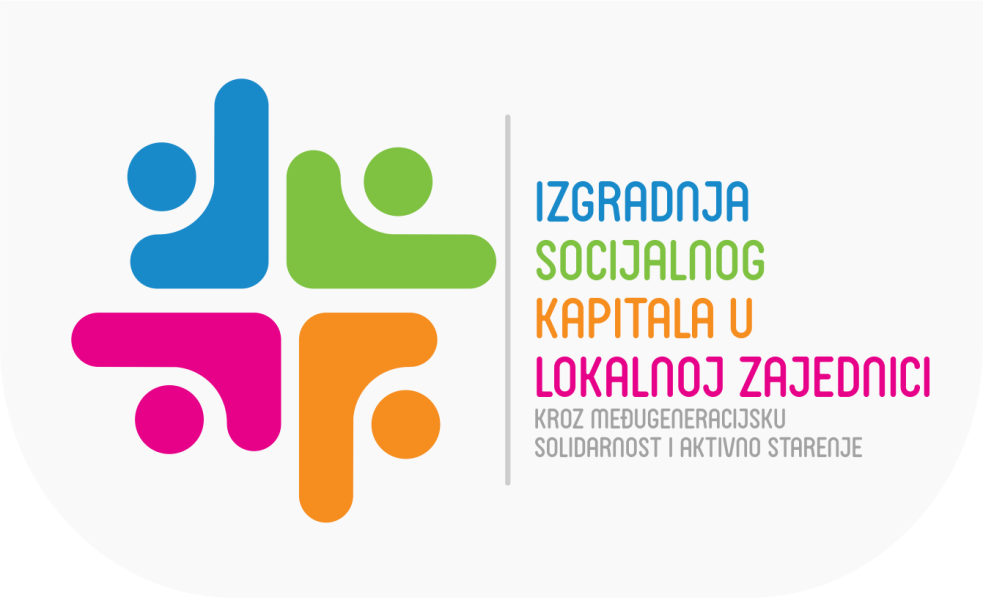 IZGRADNJA
SOCIJALNOG
KAPITALA U
LOKALNOJ ZAJEDNICI
KROZ MEĐUGENERACIJSKU
SOLIDARNOST I AKTIVNO STARENJE